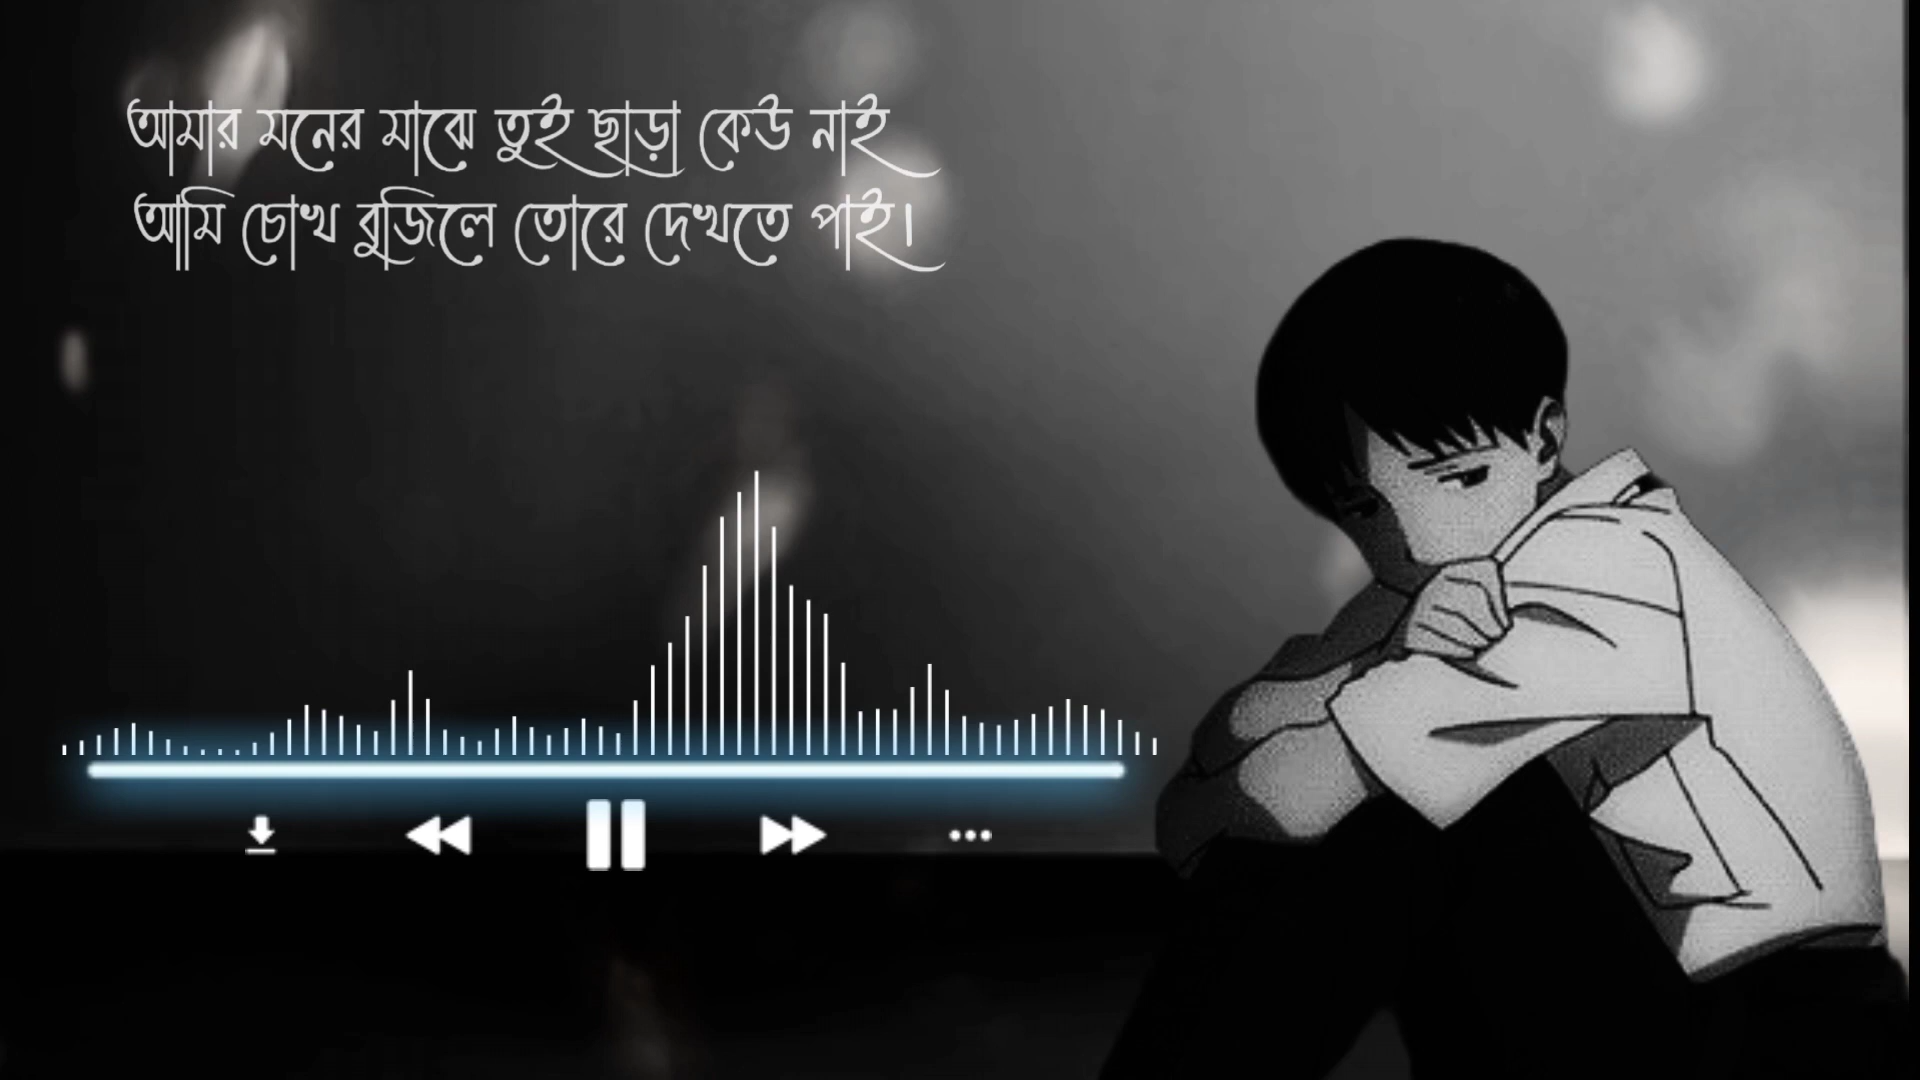 আমার মনের মাঝে তুই ছাড়া কেউ নাই
আমি চোখ বুজিলে তোরে দেখতে পাই।